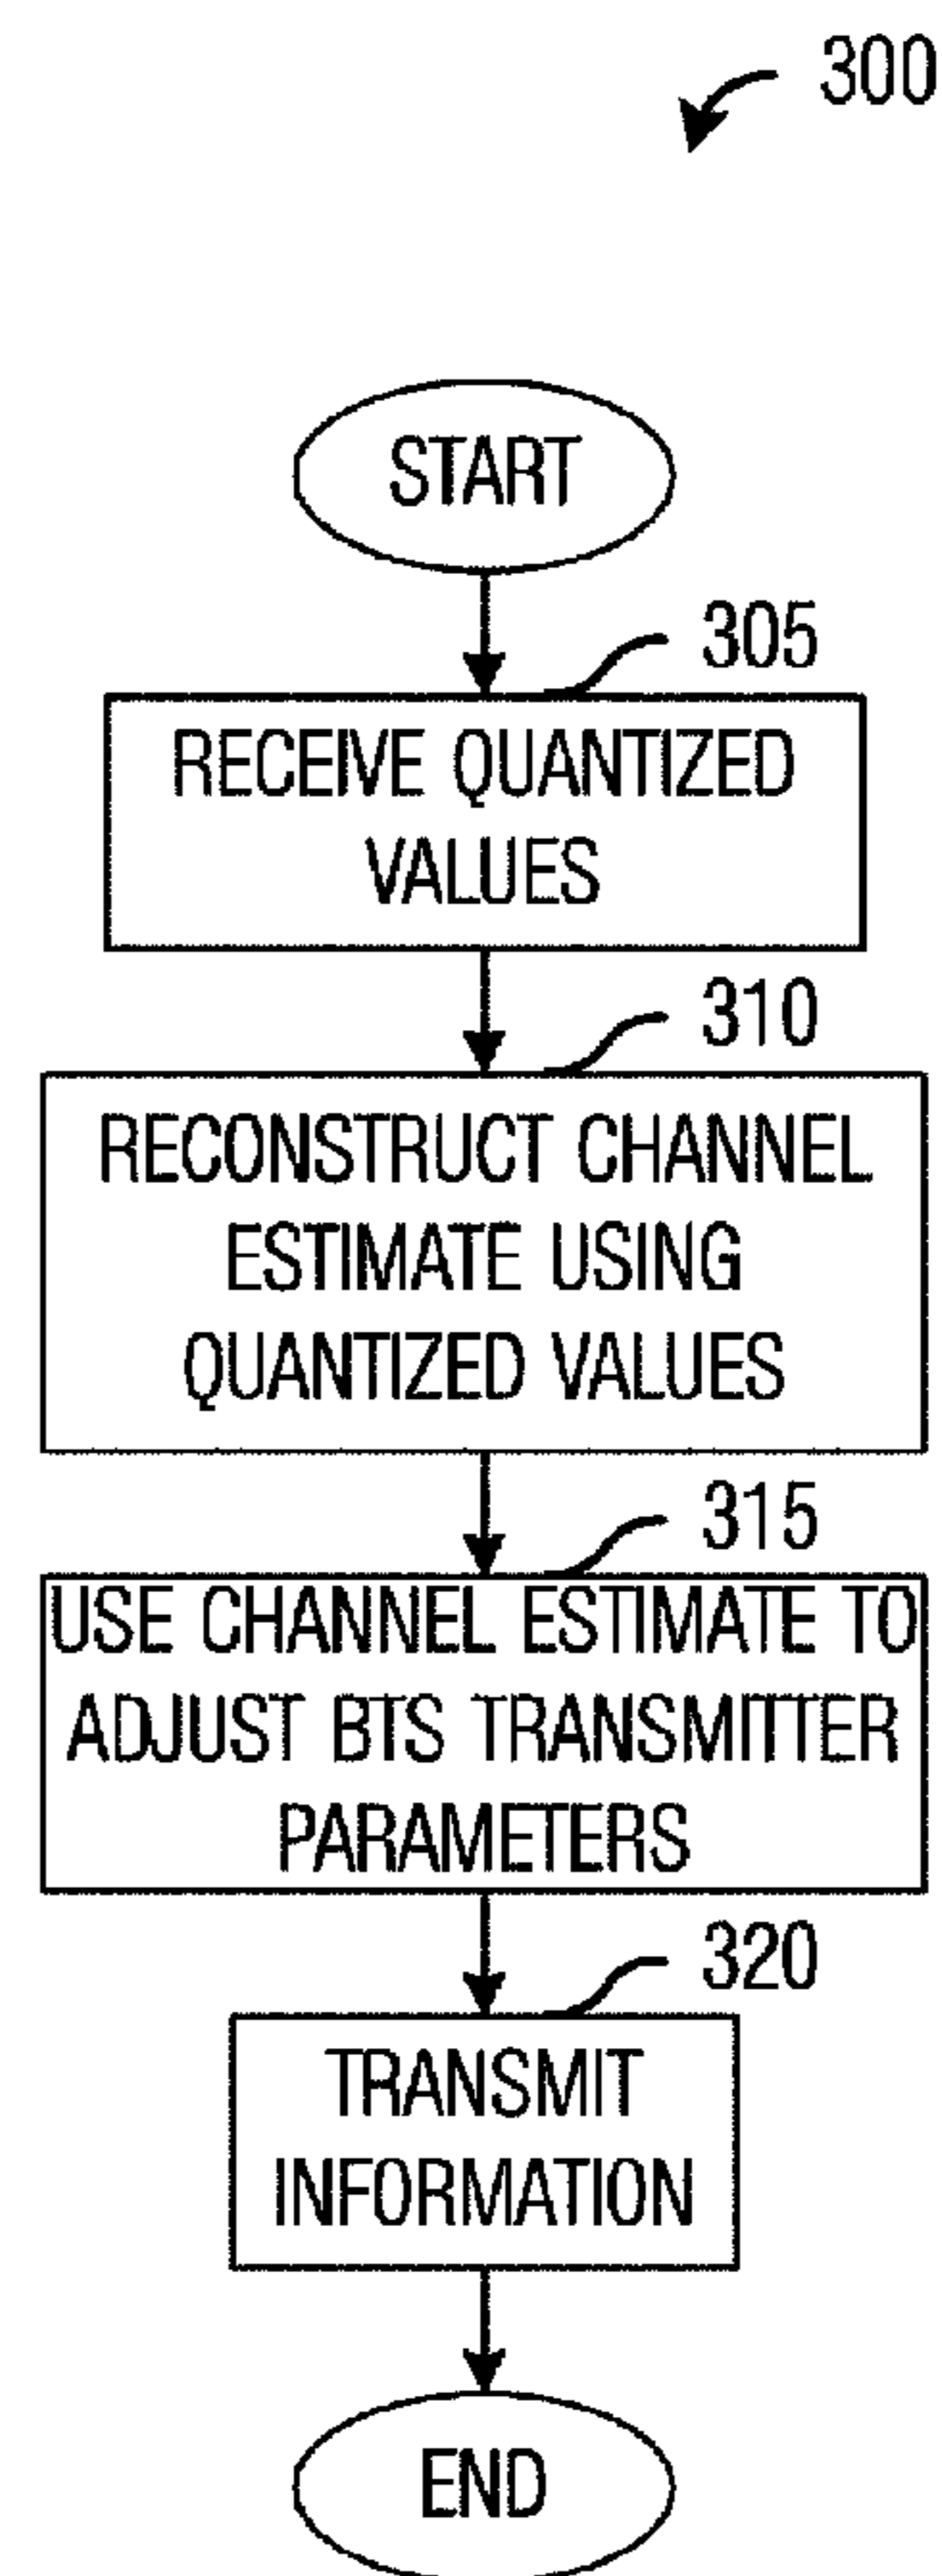 300
START
305
RECEIVE QUANTIZED
VALUES
310
RECONSTRUCT CHANNEL
ESTIMATE USING
QUANTIZED VALUES
315
USE CHANNEL ESTIMATE TO
ADJUST BTS TRANSMITTER
PARAMETERS
320
TRANSMIT
INFORMATION
END